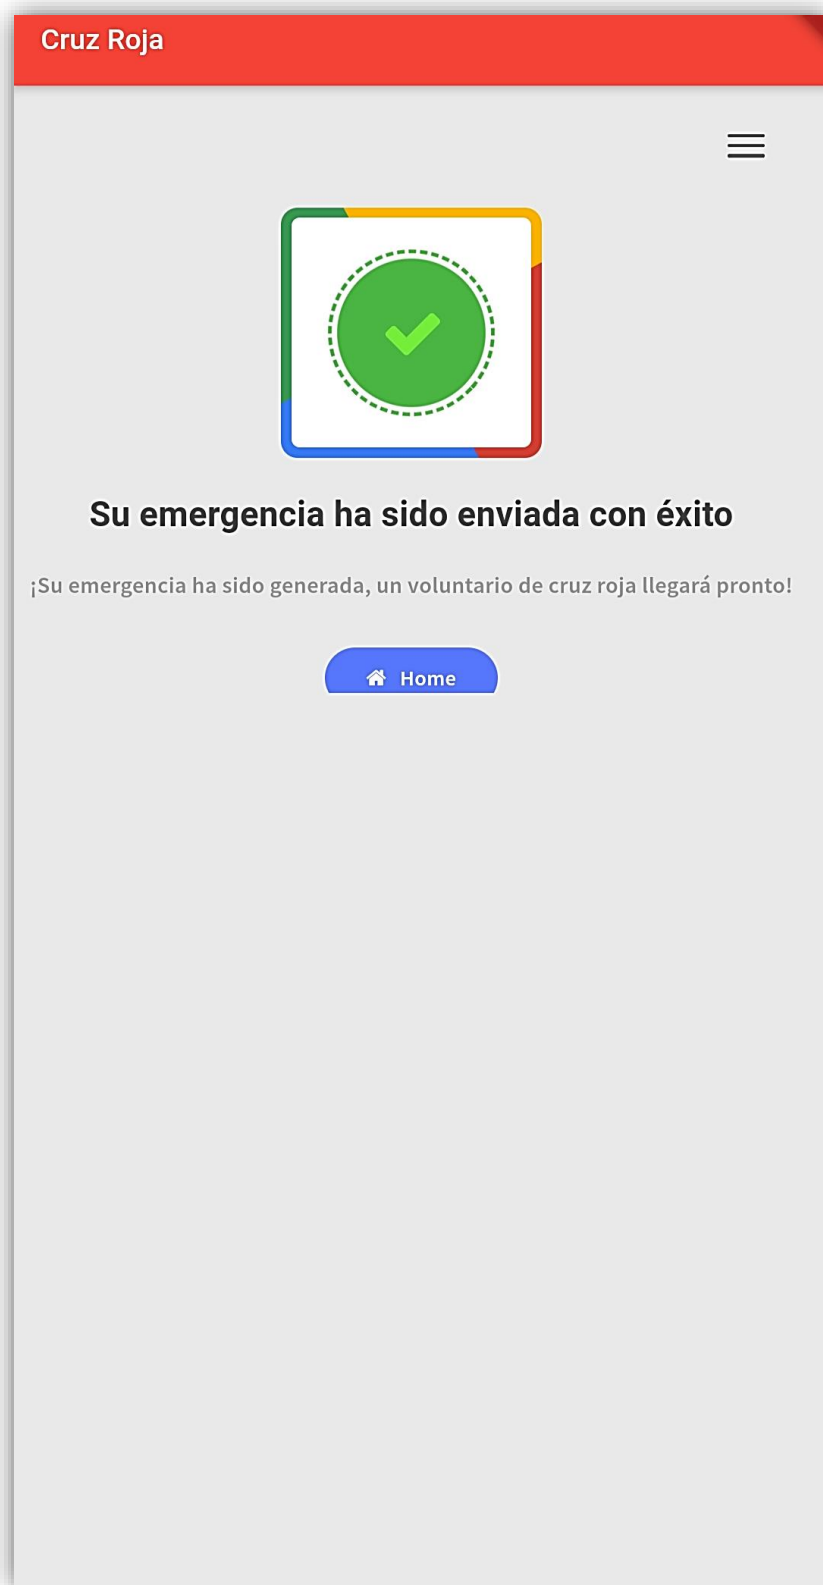 Cruz Roja
Su emergencia ha sido enviada con éxito
¡Su emergencia ha sido generada, un voluntario de cruz roja llegará pronto!
Home